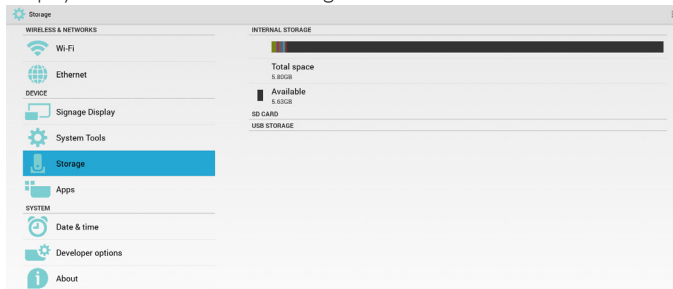 Storage
WIRELESS & NETWORKS
Wi-Fi
Ethernet
DEVICE
Signage Display
System Tools
Storage
Apps
SYSTEM
Date & time
Developer options
About
INTERNAL STORAGE
Total space
5.80GB
Available
5.63GB
SD CARD
USB STORAGE